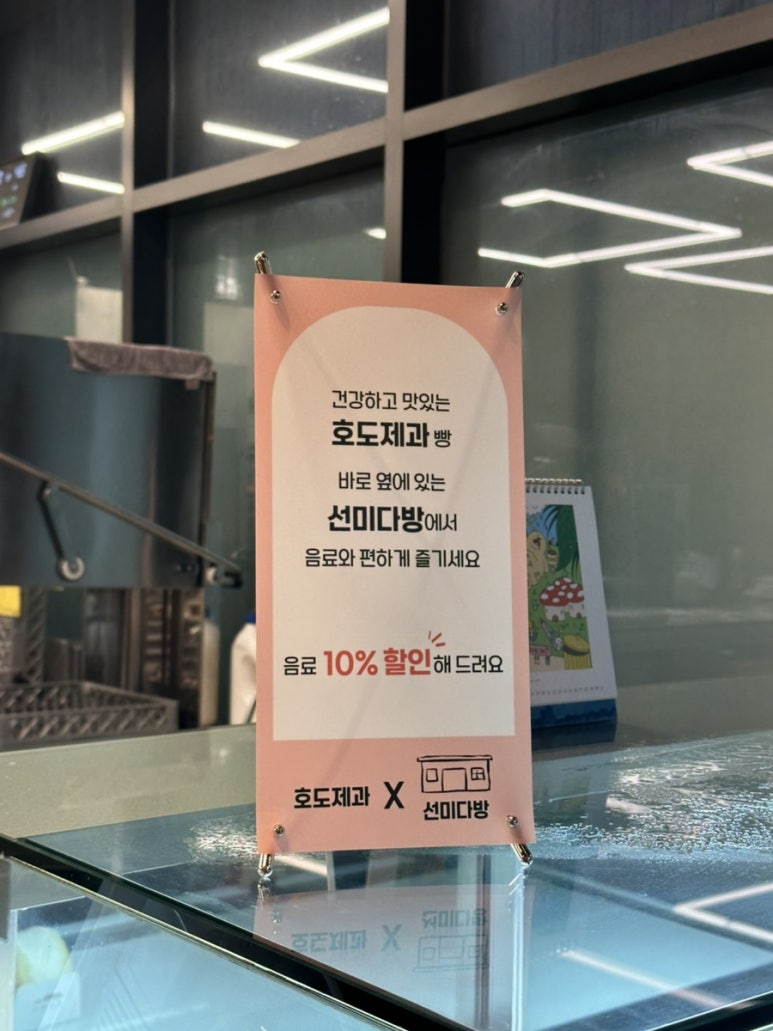 건강하고 맛있는
호도제과 빵
바로 옆에 있는
선미다방에서
음료와 편하게 즐기세요
음료 10% 할인해 드려요
호도제과 X 선미다방